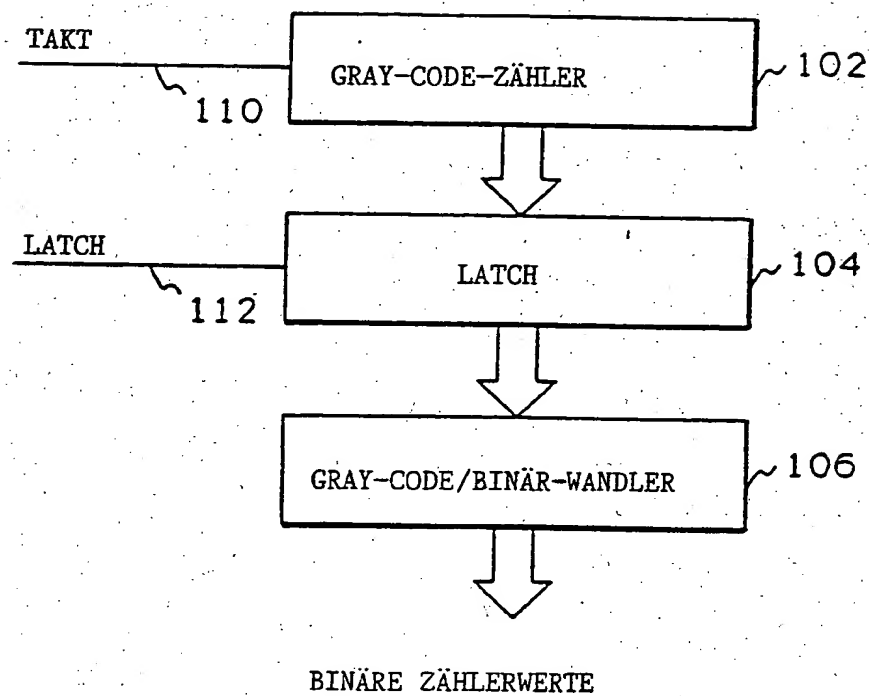 TAKT
110
GRAY-CODE-ZÄHLER
102
LATCH
112
LATCH
104
GRAY-CODE/BINÄR-WANDLER
106
BINÄRE ZÄHLERWERTE